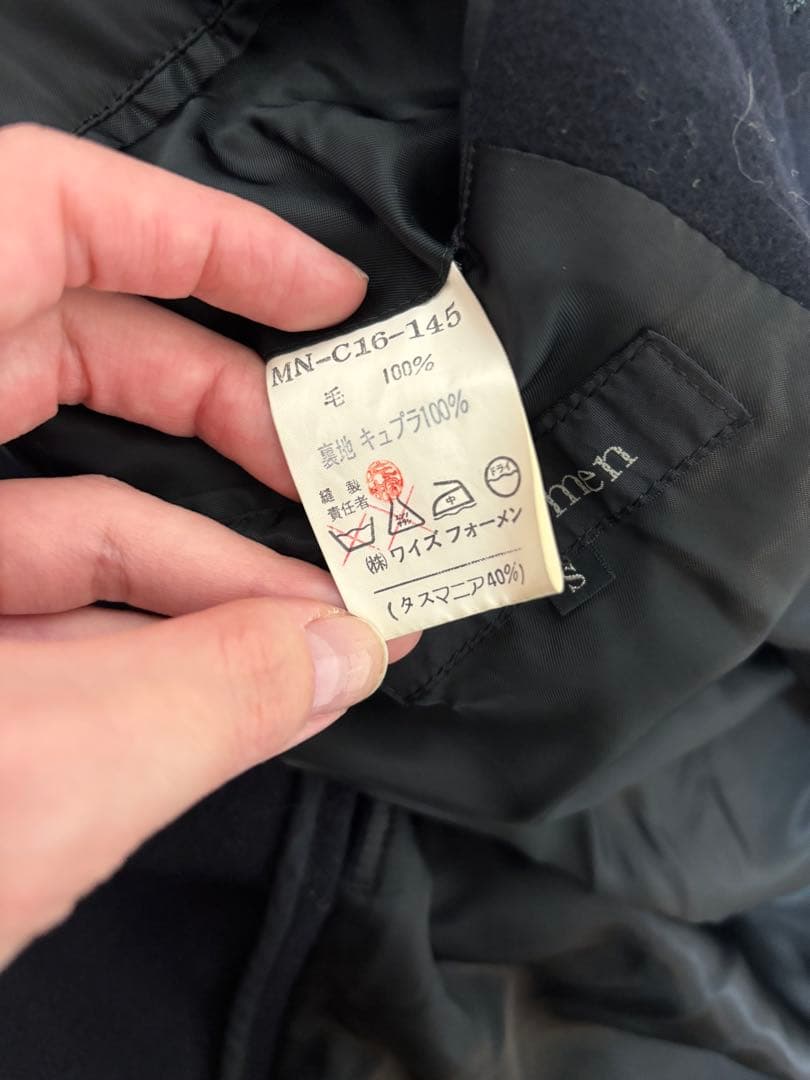 MN-C16-145
毛 100%
裏地 キュプラ100%
縫製
責任者
中
ドライ
(株)ワイズフォーメン
(タスマニア40%)
men
S